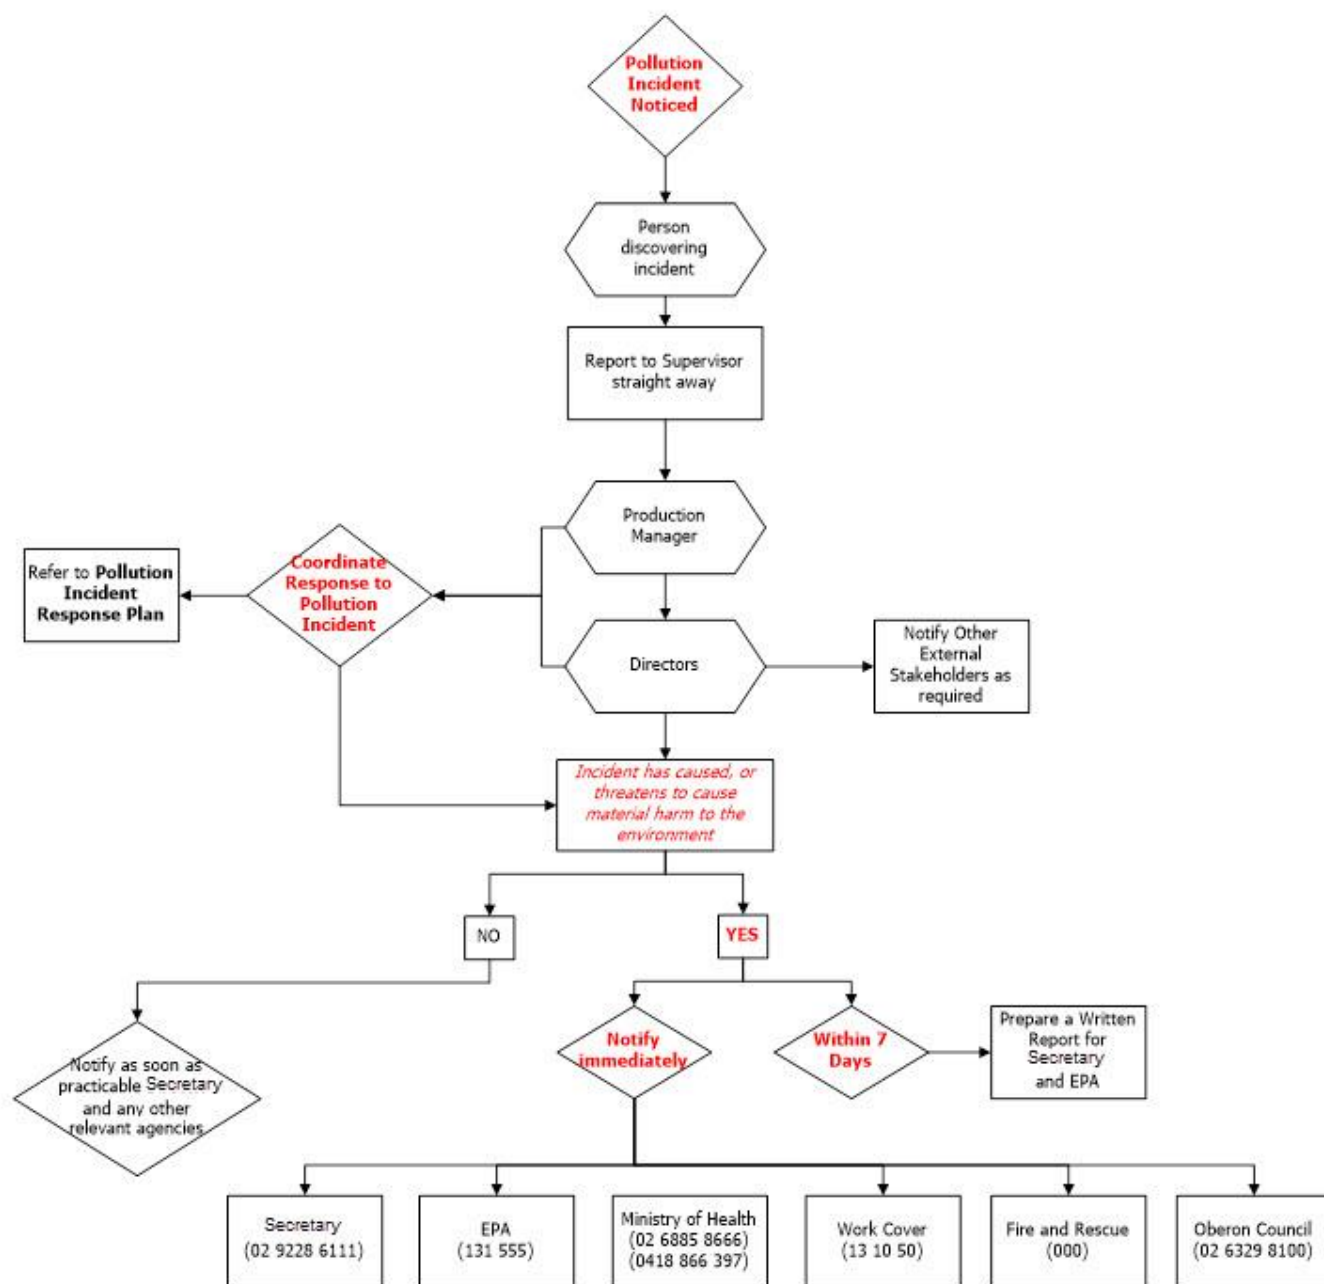 Pollution
Incident
Noticed
Person
discovering
incident
Report to Supervisor
straight away
Production
Manager
Coordinate
Response to
Pollution
Incident
Refer to Pollution
Incident
Response Plan
Directors
Notify Other
External
Stakeholders as
required
Incident has caused, or
threatens to cause
material harm to the
environment
NO
YES
Notify as soon as
practicable Secretary
and any other
relevant agencies
Notify
immediately
Within 7
Days
Prepare a Written
Report for
Secretary
and EPA
Secretary
(02 9228 6111)
EPA
(131 555)
Ministry of Health
(02 6885 8666)
(0418 866 397)
Work Cover
(13 10 50)
Fire and Rescue
(000)
Oberon Council
(02 6329 8100)